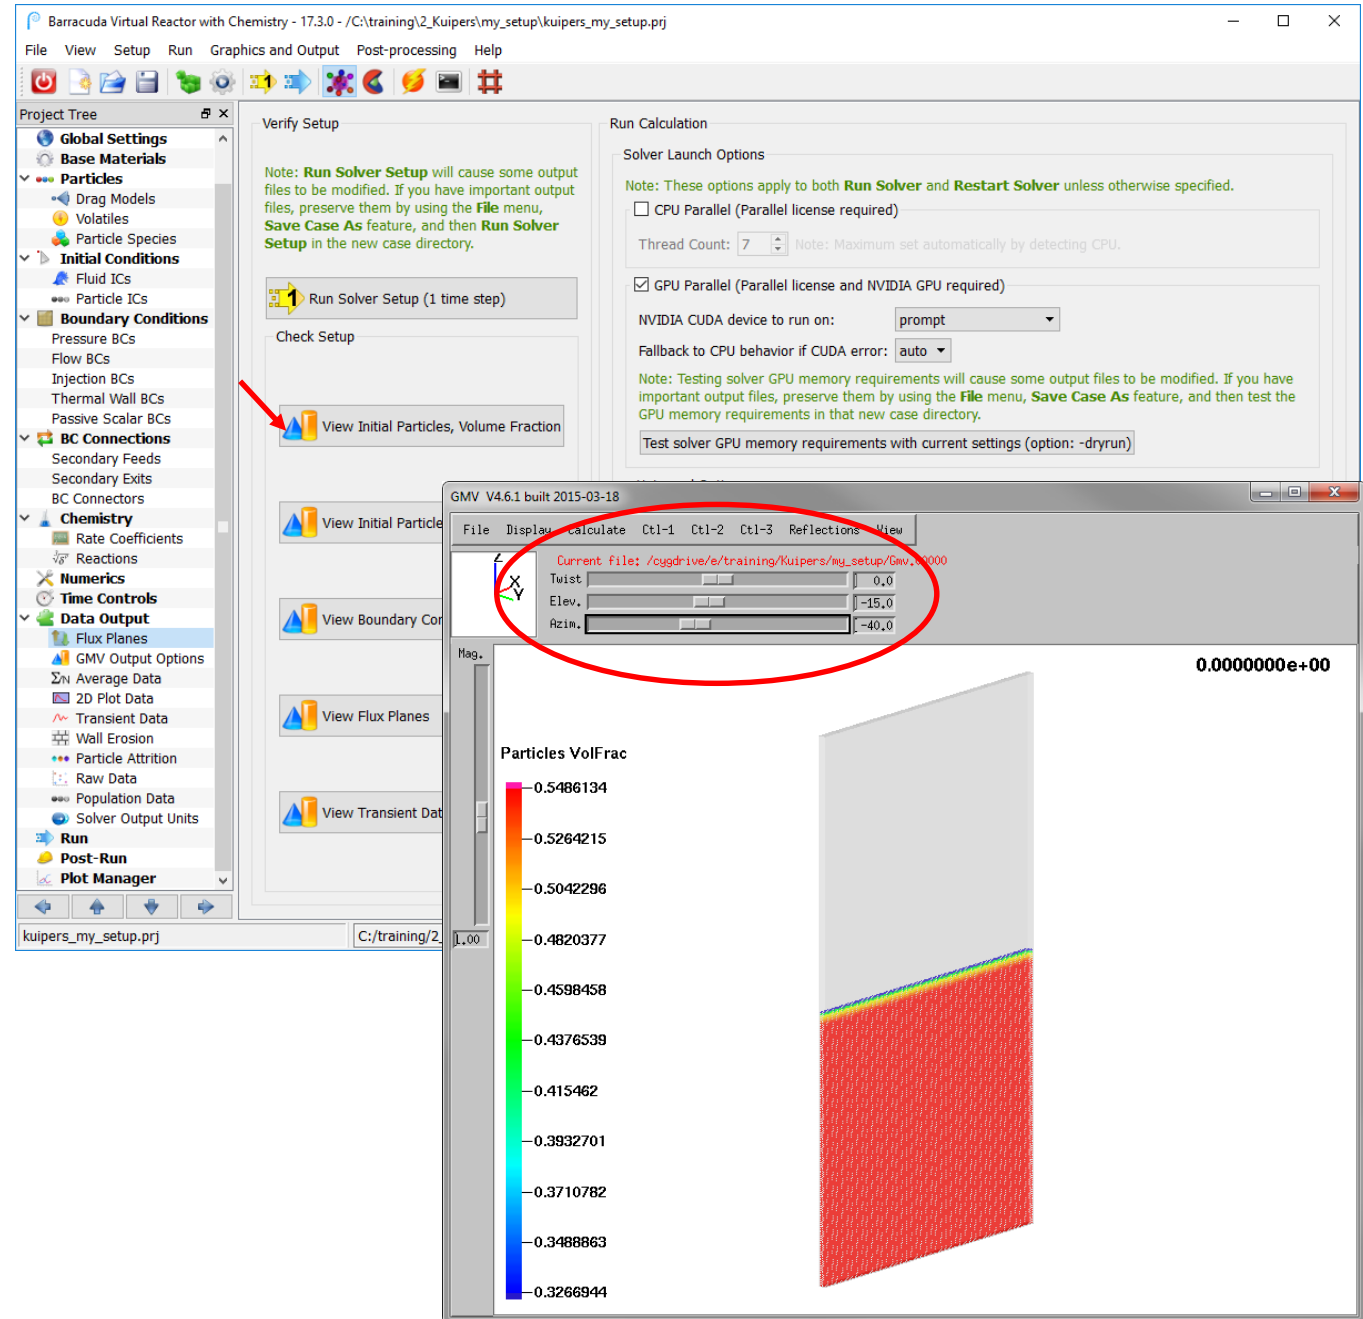 Barracuda Virtual Reactor with Chemistry - 17.3.0 - /C:\training\2_Kuipers\my_setup\kuipers_my_setup.prj
File View Setup Run Graphics and Output Post-processing Help
Project Tree
Global Settings
Base Materials
Particles
Drag Models
Volatiles
Particle Species
Initial Conditions
Fluid ICs
Particle ICs
Boundary Conditions
Pressure BCs
Flow BCs
Injection BCs
Thermal Wall BCs
Passive Scalar BCs
BC Connections
Secondary Feeds
Secondary Exits
BC Connectors
Chemistry
Rate Coefficients
Reactions
Numerics
Time Controls
Data Output
Flux Planes
GMV Output Options
Average Data
2D Plot Data
Transient Data
Wall Erosion
Particle Attrition
Raw Data
Population Data
Solver Output Units
Run
Post-Run
Plot Manager
kuipers_my_setup.prj
C:/training/2_
Verify Setup
Note: Run Solver Setup will cause some output
files to be modified. If you have important output
files, preserve them by using the File menu,
Save Case As feature, and then Run Solver
Setup in the new case directory.
1 Run Solver Setup (1 time step)
Check Setup
View Initial Particles, Volume Fraction
View Initial Particle
View Boundary Con
View Flux Planes
View Transient Dat
Run Calculation
Solver Launch Options
Note: These options apply to both Run Solver and Restart Solver unless otherwise specified.
CPU Parallel (Parallel license required)
Thread Count: 7 Note: Maximum set automatically by detecting CPU.
GPU Parallel (Parallel license and NVIDIA GPU required)
NVIDIA CUDA device to run on: prompt
Fallback to CPU behavior if CUDA error: auto
Note: Testing solver GPU memory requirements will cause some output files to be modified. If you have
important output files, preserve them by using the File menu, Save Case As feature, and then test the
GPU memory requirements in that new case directory.
Test solver GPU memory requirements with current settings (option: -dryrun)
GMV V4.6.1 built 2015-03-18
File Display Calculate Ctl-1 Ctl-2 Ctl-3 Reflections View
Current file: /cygdrive/e/training/Kuipers/my_setup/Gmv.00000
Z
X
Y
Twist 0.0
Elev. -15.0
Azim. -40.0
Mag.
1.00
0.0000000e+00
Particles VolFrac
0.5486134
0.5264215
0.5042296
0.4820377
0.4598458
0.4376539
0.415462
0.3932701
0.3710782
0.3488863
0.3266944